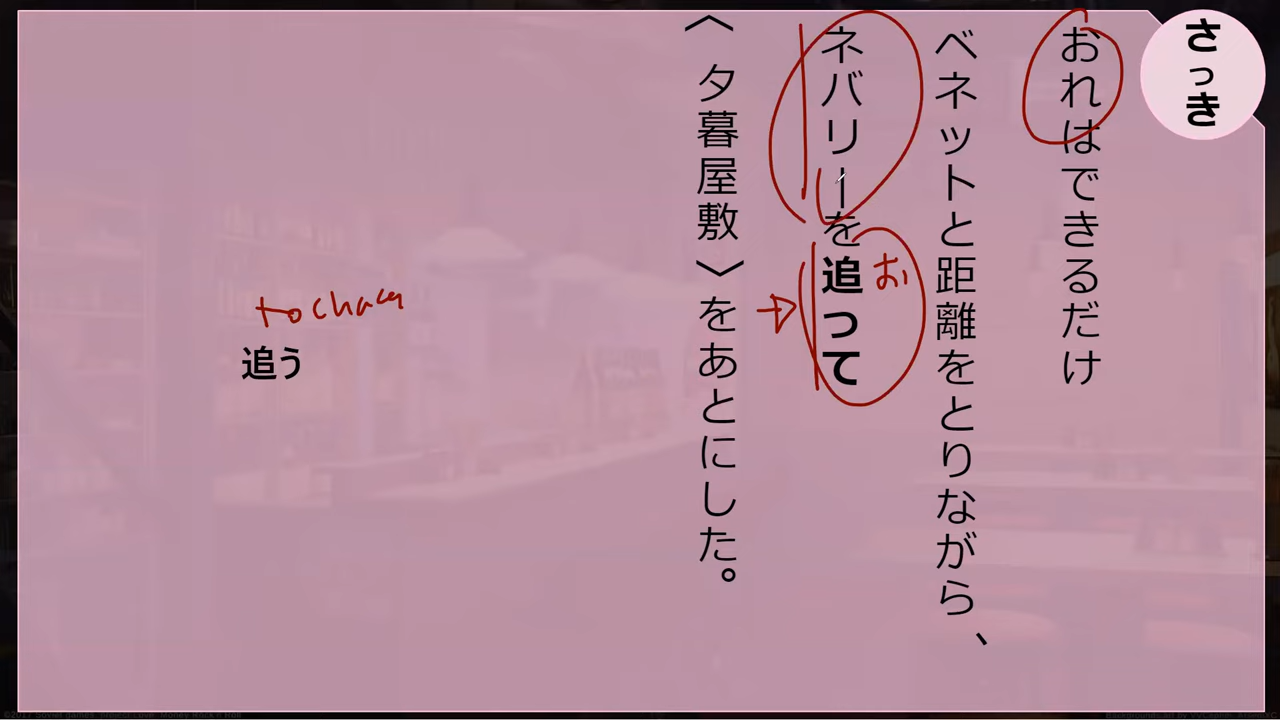 さっき
おれはできるだけ
ベネットと距離をとりながら、
ネバリーを追って
お
〈夕暮屋敷〉をあとにした。
to
追う